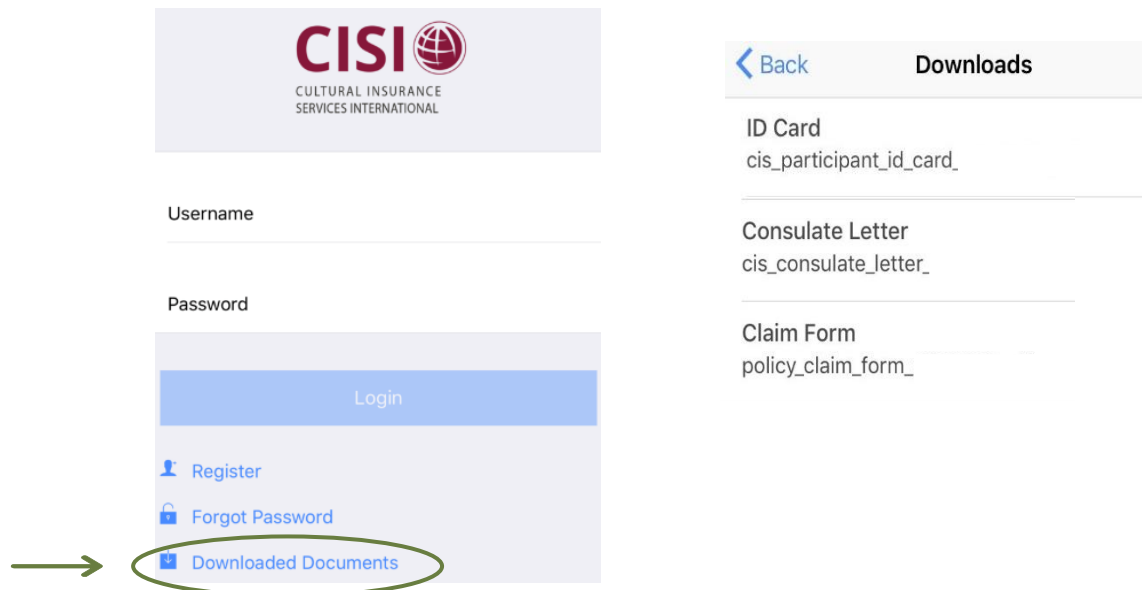 CISI
CULTURAL INSURANCE
SERVICES INTERNATIONAL
Username
Password
Login
Register
Forgot Password
Downloaded Documents
Back
Downloads
ID Card
cis_participant_id_card_
Consulate Letter
cis_consulate_letter_
Claim Form
policy_claim_form_